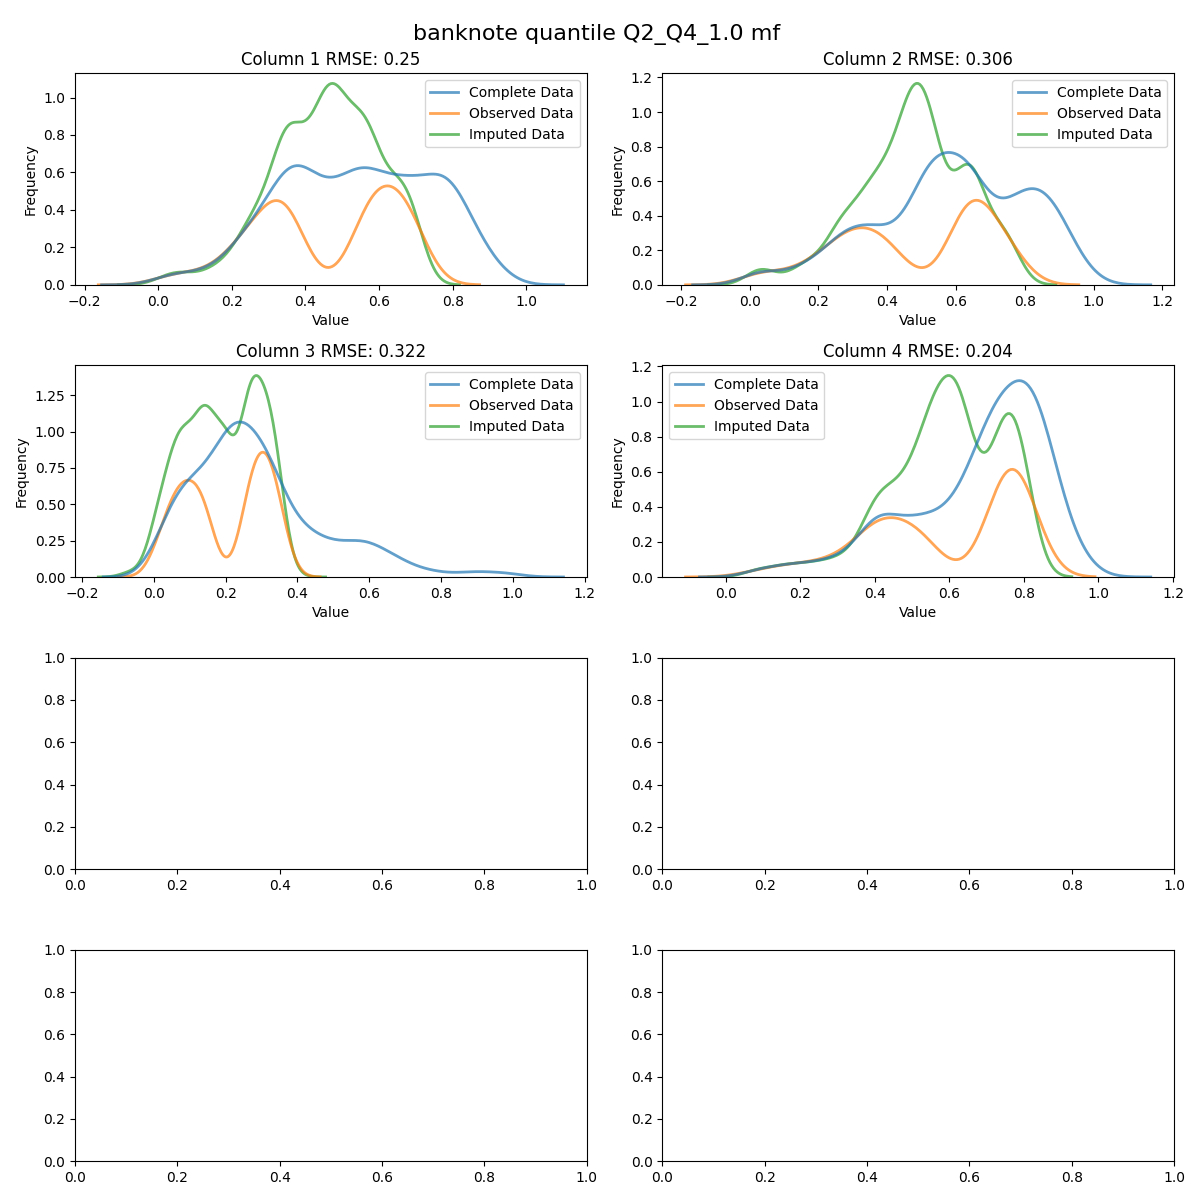 banknote quantile Q2_Q4_1.0 mf
Column 1 RMSE: 0.25
Frequency
1.0
0.8
0.6
0.4
0.2
0.0
−0.2 0.0 0.2 0.4 0.6 0.8 1.0
Value
Complete Data
Observed Data
Imputed Data
Column 2 RMSE: 0.306
Frequency
1.2
1.0
0.8
0.6
0.4
0.2
0.0
−0.2 0.0 0.2 0.4 0.6 0.8 1.0 1.2
Value
Complete Data
Observed Data
Imputed Data
Column 3 RMSE: 0.322
Frequency
1.25
1.00
0.75
0.50
0.25
0.00
−0.2 0.0 0.2 0.4 0.6 0.8 1.0 1.2
Value
Complete Data
Observed Data
Imputed Data
Column 4 RMSE: 0.204
Frequency
1.2
1.0
0.8
0.6
0.4
0.2
0.0
0.0 0.2 0.4 0.6 0.8 1.0 1.2
Value
Complete Data
Observed Data
Imputed Data
1.0
0.8
0.6
0.4
0.2
0.0
0.0 0.2 0.4 0.6 0.8 1.0
1.0
0.8
0.6
0.4
0.2
0.0
0.0 0.2 0.4 0.6 0.8 1.0
1.0
0.8
0.6
0.4
0.2
0.0
0.0 0.2 0.4 0.6 0.8 1.0
1.0
0.8
0.6
0.4
0.2
0.0
0.0 0.2 0.4 0.6 0.8 1.0